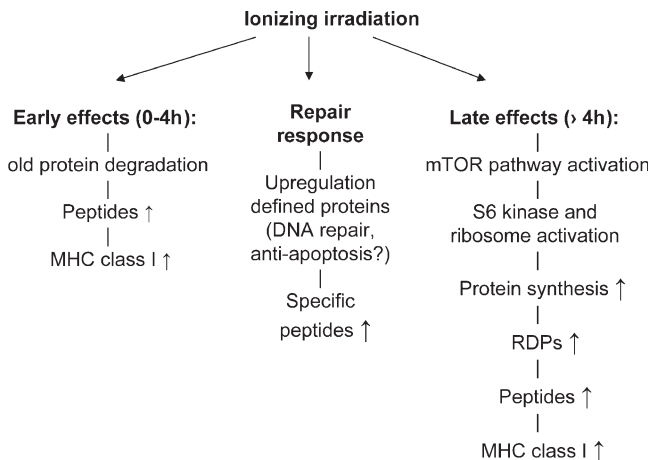 Ionizing irradiation
Early effects (0-4h):
old protein degradation
Peptides ↑
MHC class I ↑
Repair
response
Upregulation
defined proteins
(DNA repair,
anti-apoptosis?)
Specific
peptides ↑
Late effects (› 4h):
mTOR pathway activation
S6 kinase and
ribosome activation
Protein synthesis ↑
RDPs ↑
Peptides ↑
MHC class I ↑